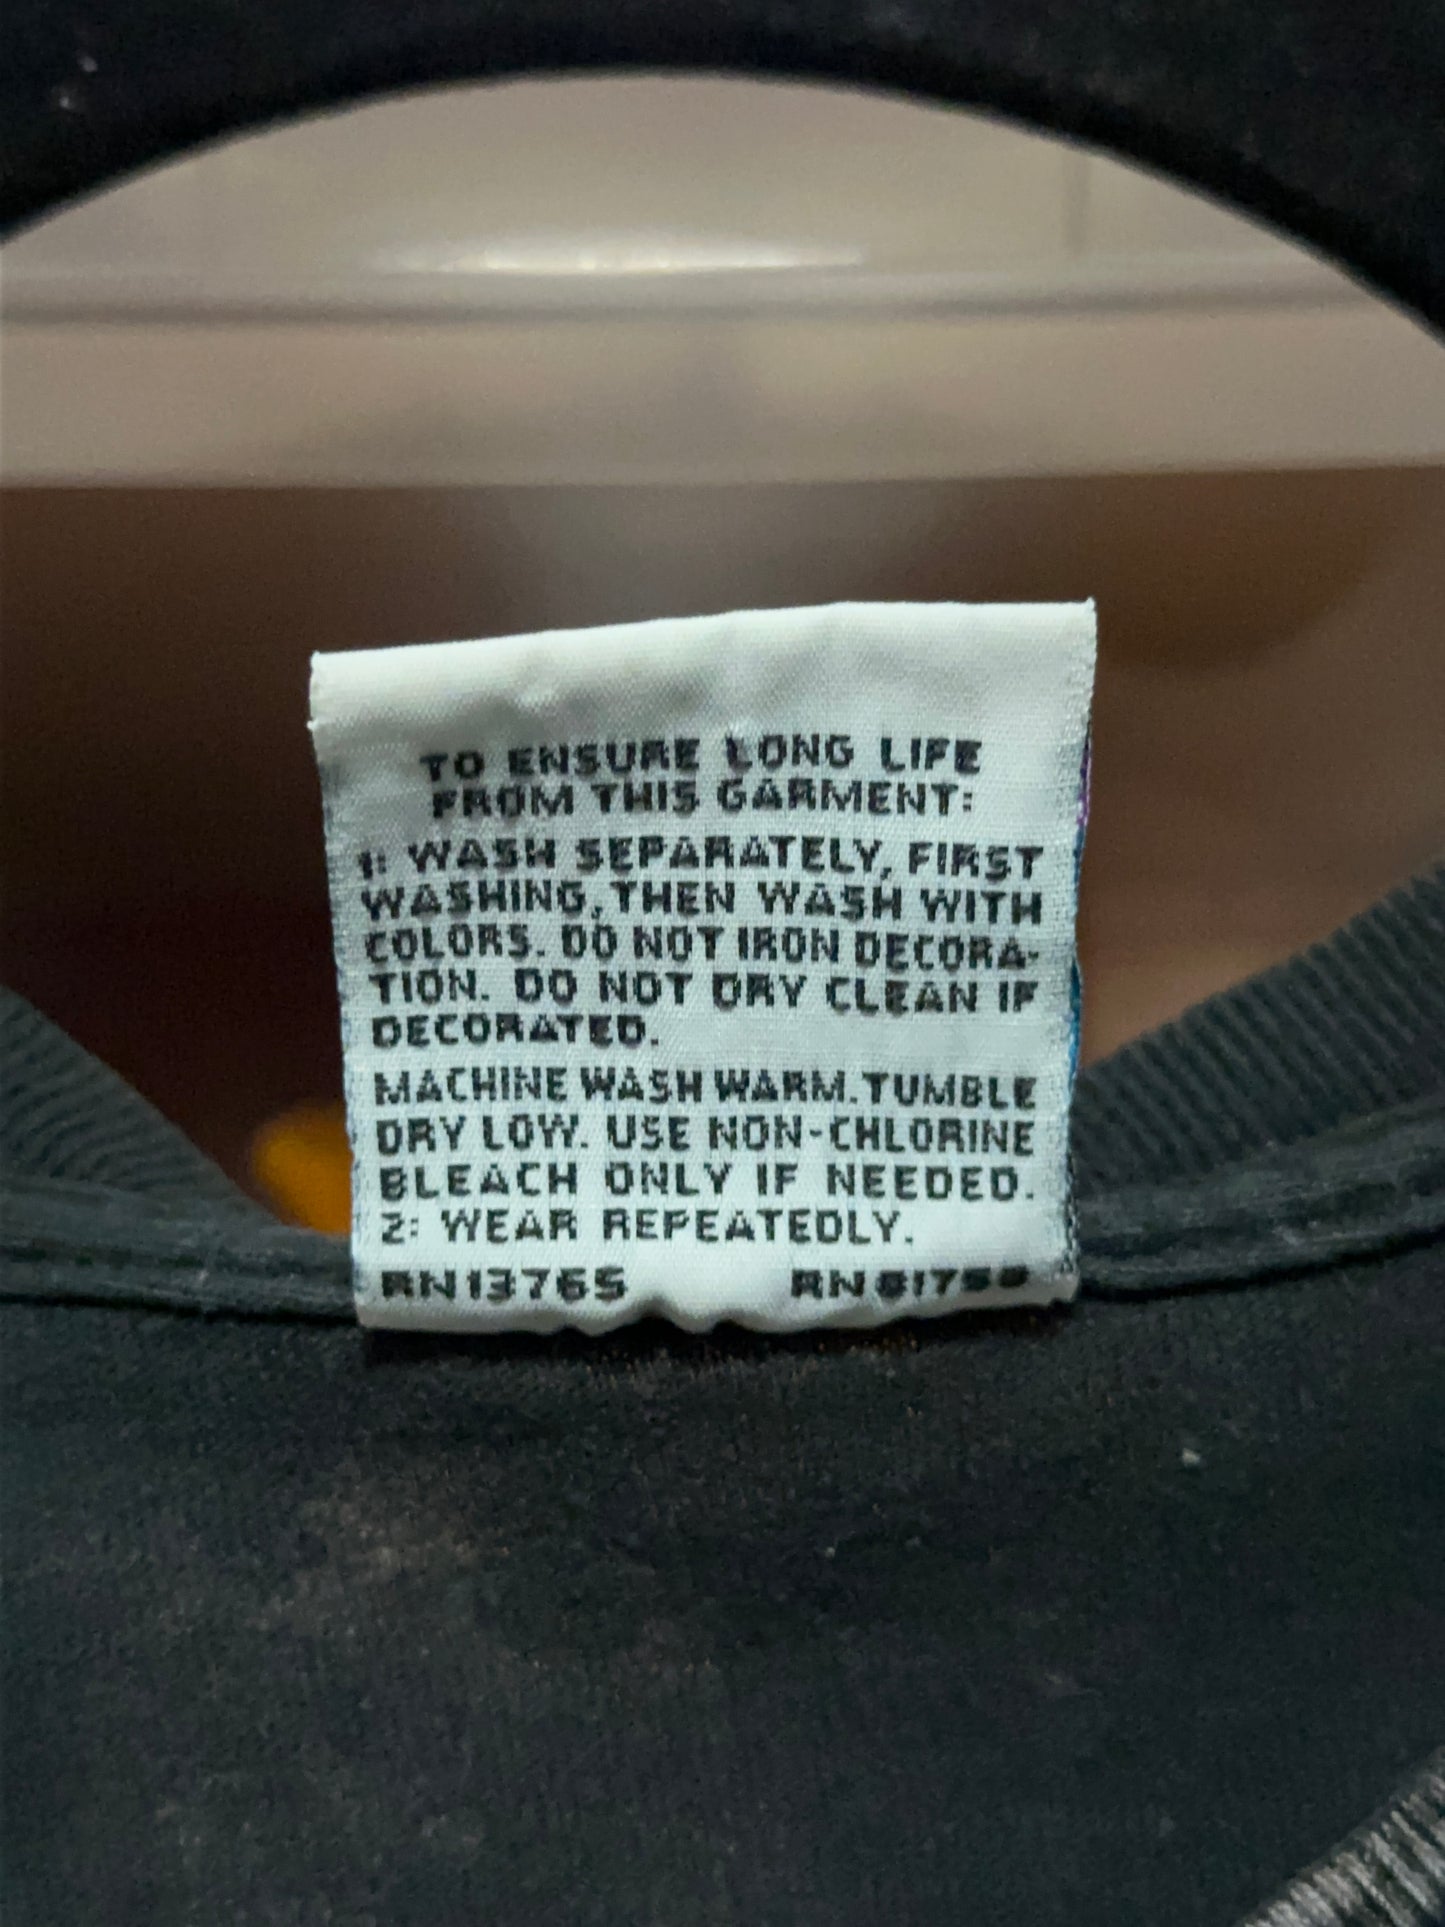 TO ENSURE LONG LIFE
FROM THIS GARMENT:
1: WASH SEPARATELY, FIRST
WASHING, THEN WASH WITH
COLORS. DO NOT IRON DECORA-
TION. DO NOT DRY CLEAN IF
DECORATED.
MACHINE WASH WARM. TUMBLE
DRY LOW. USE NON-CHLORINE
BLEACH ONLY IF NEEDED.
2: WEAR REPEATEDLY.
RN13765 RN